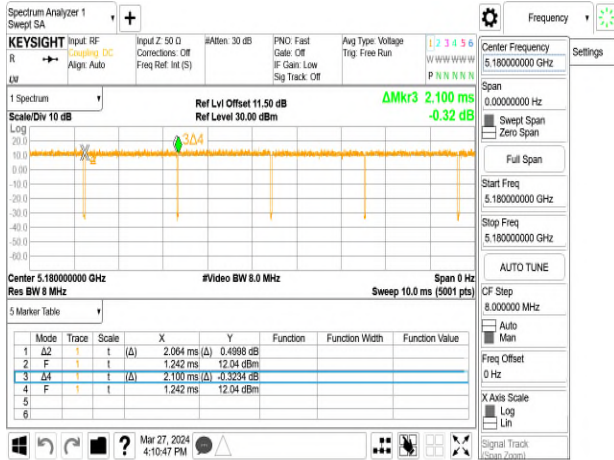 Spectrum Analyzer 1
Swept SA
+
Frequency
KEYSIGHT
R
Input: RF
Coupling: DC
Align: Auto
Input Z: 50 Ω
Corrections: Off
Freq Ref: Int (S)
#Atten: 30 dB
PNO: Fast
Gate: Off
IF Gain: Low
Sig Track: Off
Avg Type: Voltage
Trig: Free Run
1 2 3 4 5 6
W W W W W W
P N N N N N
1 Spectrum
Scale/Div 10 dB
Ref Lvl Offset 11.50 dB
Ref Level 30.00 dBm
ΔMkr3 2.100 ms
-0.32 dB
Log
20.0
10.0
0.00
-10.0
-20.0
-30.0
-40.0
-50.0
-60.0
3Δ4
Center 5.180000000 GHz
Res BW 8 MHz
#Video BW 8.0 MHz
Span 0 Hz
Sweep 10.0 ms (5001 pts)
5 Marker Table
Mode Trace Scale X Y Function Function Width Function Value
1 Δ2 1 t (Δ) 2.064 ms (Δ) 0.4998 dB
2 F 1 t 1.242 ms 12.04 dBm
3 Δ4 1 t (Δ) 2.100 ms (Δ) -0.3234 dB
4 F 1 t 1.242 ms 12.04 dBm
5
6
?
Mar 27, 2024
4:10:47 PM
Center Frequency
5.180000000 GHz
Settings
Span
0.00000000 Hz
Swept Span
Zero Span
Full Span
Start Freq
5.180000000 GHz
Stop Freq
5.180000000 GHz
AUTO TUNE
CF Step
8.000000 MHz
Auto
Man
Freq Offset
0 Hz
X Axis Scale
Log
Lin
Signal Track
(Span Zoom)